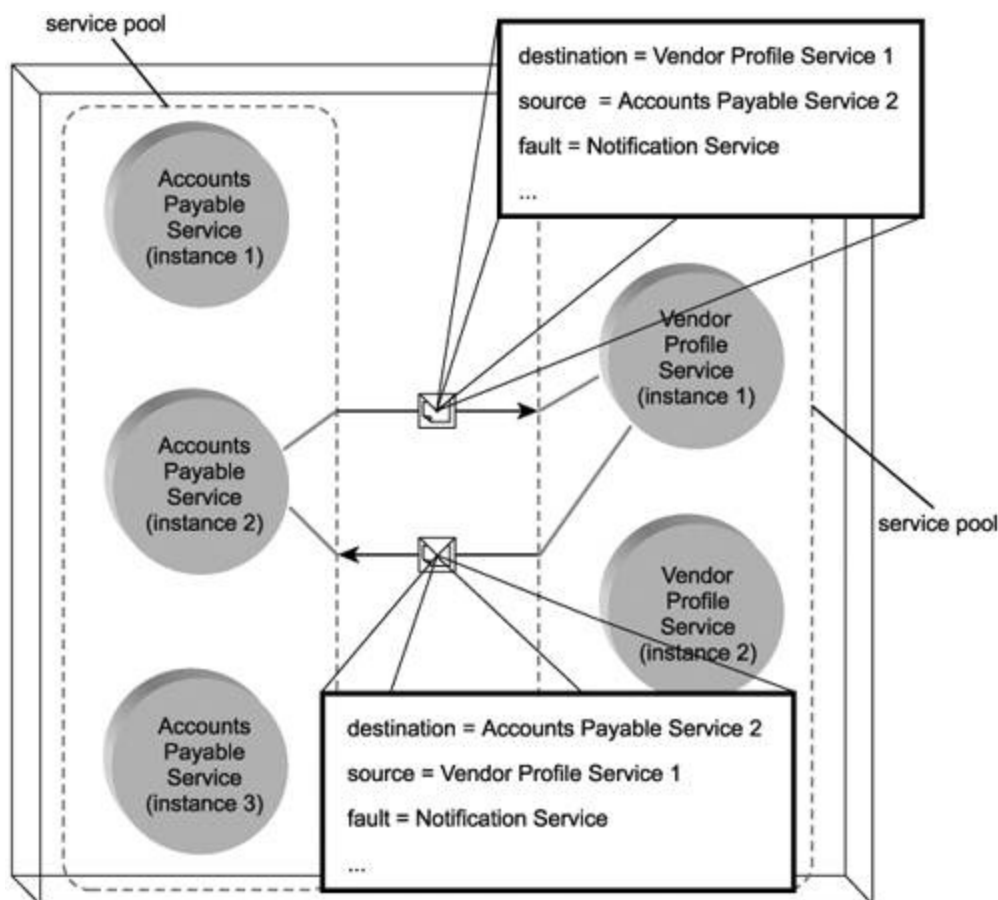 service pool
destination = Vendor Profile Service 1
source = Accounts Payable Service 2
fault = Notification Service
...
Accounts
Payable
Service
(instance 1)
Vendor
Profile
Service
(instance 1)
Accounts
Payable
Service
(instance 2)
service pool
Vendor
Profile
Service
(instance 2)
Accounts
Payable
Service
(instance 3)
destination = Accounts Payable Service 2
source = Vendor Profile Service 1
fault = Notification Service
...